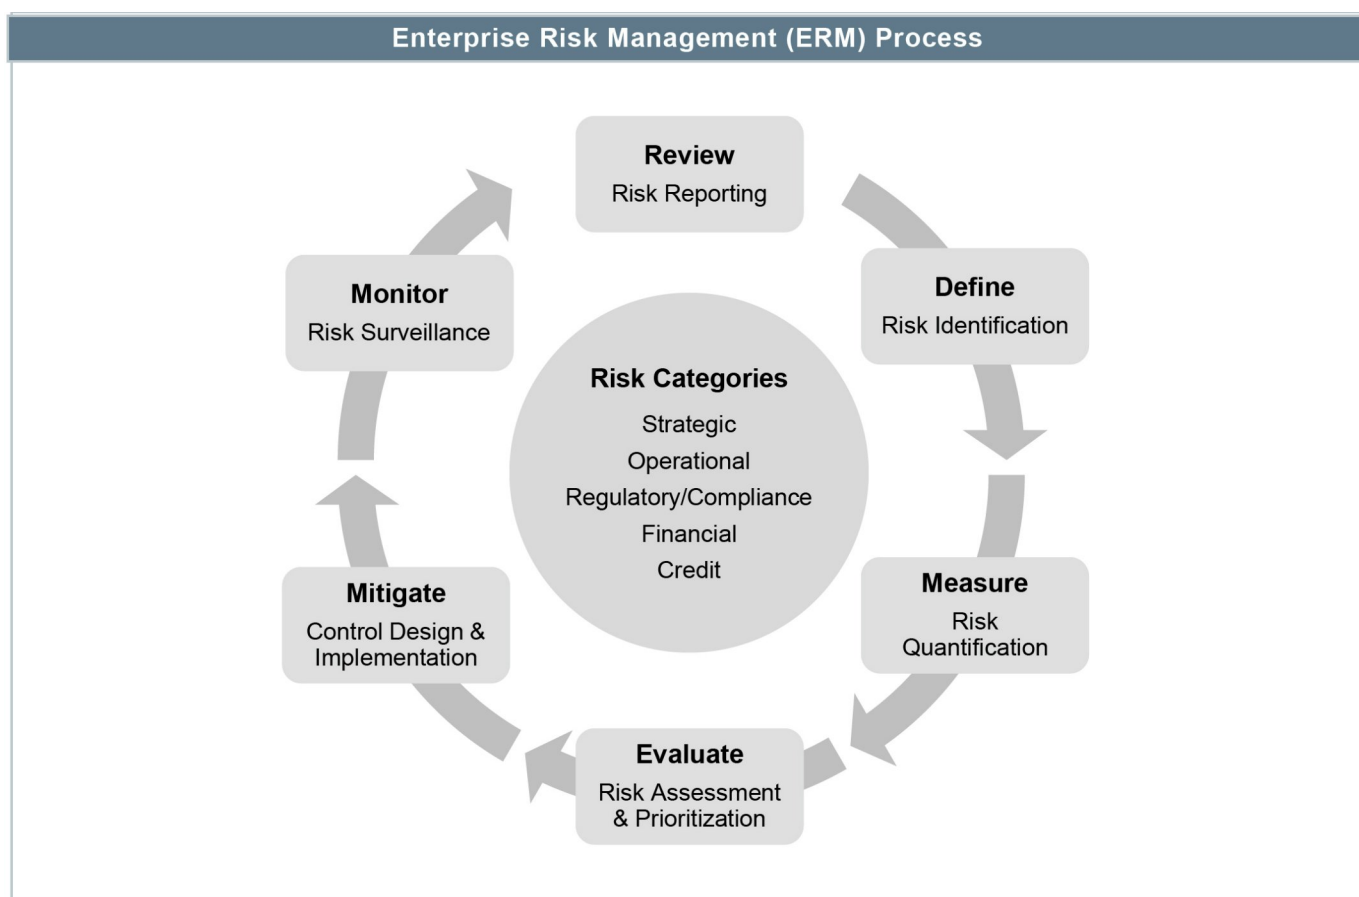 Enterprise Risk Management (ERM) Process
Review
Risk Reporting
Define
Risk Identification
Measure
Risk
Quantification
Evaluate
Risk Assessment
& Prioritization
Mitigate
Control Design &
Implementation
Monitor
Risk Surveillance
Risk Categories
Strategic
Operational
Regulatory/Compliance
Financial
Credit